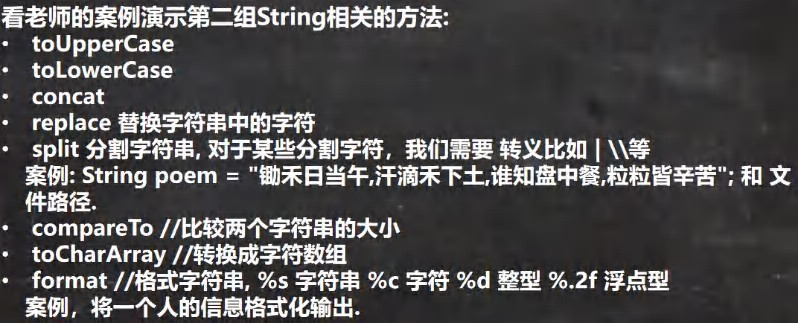 看老师的案例演示第二组String相关的方法:
• toUpperCase
• toLowerCase
• concat
• replace 替换字符串中的字符
• split 分割字符串, 对于某些分割字符，我们需要 转义比如 | \\等
案例: String poem = "锄禾日当午,汗滴禾下土,谁知盘中餐,粒粒皆辛苦"; 和 文
件路径.
• compareTo //比较两个字符串的大小
• toCharArray //转换成字符数组
• format //格式字符串, %s 字符串 %c 字符 %d 整型 %.2f 浮点型
案例，将一个人的信息格式化输出.